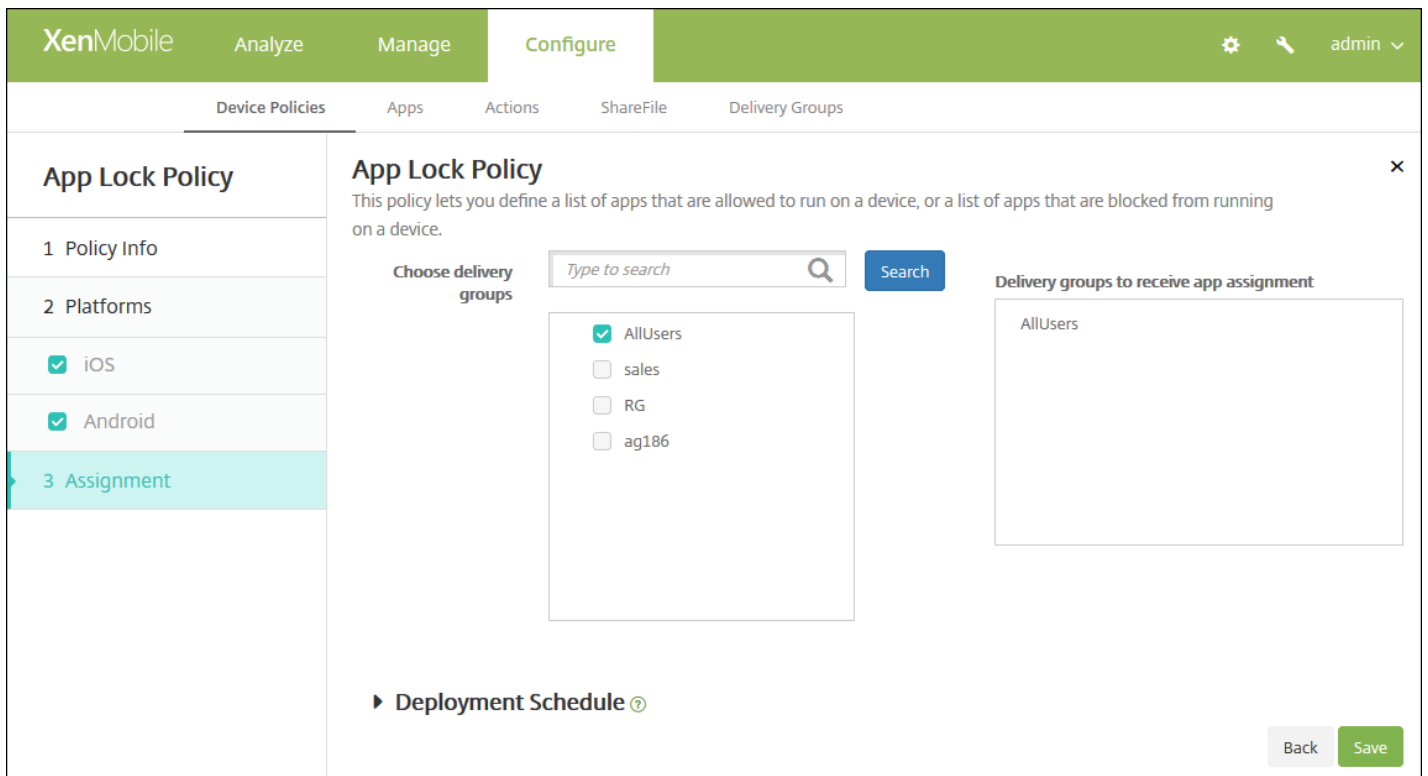 XenMobile Analyze Manage Configure admin
Device Policies Apps Actions ShareFile Delivery Groups
App Lock Policy
1 Policy Info
2 Platforms
iOS
Android
3 Assignment
App Lock Policy
This policy lets you define a list of apps that are allowed to run on a device, or a list of apps that are blocked from running
on a device.
Choose delivery
groups
Type to search
Search
AllUsers
sales
RG
ag186
Delivery groups to receive app assignment
AllUsers
Deployment Schedule ?
Back Save